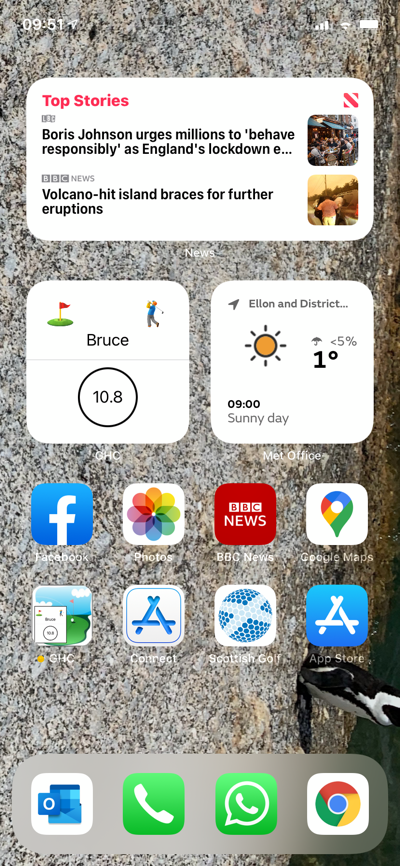 09:51
Top Stories
LBC
Boris Johnson urges millions to 'behave
responsibly' as England's lockdown e...
BBC NEWS
Volcano-hit island braces for further
eruptions
News
Bruce
10.8
GHC
Ellon and District...
<5%
1°
09:00
Sunny day
Met Office
BBC
NEWS
Facebook
Photos
BBC News
Google Maps
Bruce
10.8
GHC
Connect
Scottish Golf
App Store
O